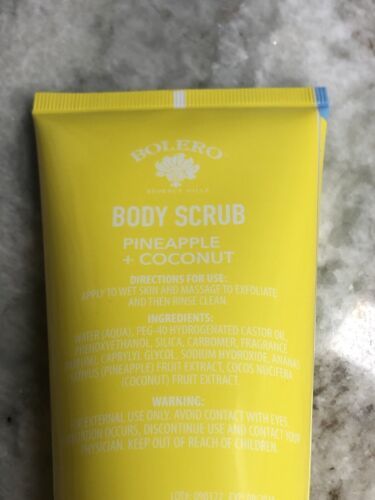 BOLERO
BEVERLY HILLS
BODY SCRUB
PINEAPPLE
+ COCONUT
DIRECTIONS FOR USE:
APPLY TO WET SKIN AND MASSAGE TO EXFOLIATE
AND THEN RINSE CLEAN.
INGREDIENTS:
WATER (AQUA), PEG-40 HYDROGENATED CASTOR OIL,
PHENOXYETHANOL, SILICA, CARBOMER, FRAGRANCE
(PARFUM), CAPRYLYL GLYCOL, SODIUM HYDROXIDE, ANANAS
SATIVUS (PINEAPPLE) FRUIT EXTRACT, COCOS NUCIFERA
(COCONUT) FRUIT EXTRACT.
WARNING:
FOR EXTERNAL USE ONLY. AVOID CONTACT WITH EYES.
OCCURS, DISCONTINUE USE AND CONTACT YOUR
PHYSICIAN. KEEP OUT OF REACH OF CHILDREN.